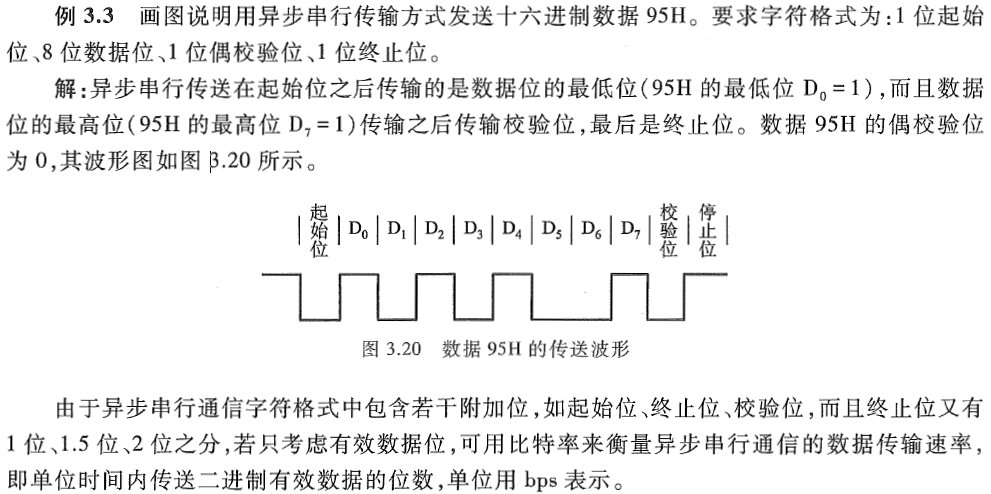 例 3.3 画图说明用异步串行传输方式发送十六进制数据 95H。要求字符格式为:1 位起始
位、8 位数据位、1 位偶校验位、1 位终止位。
解:异步串行传送在起始位之后传输的是数据位的最低位(95H 的最低位 D₀ = 1),而且数据
位的最高位(95H 的最高位 D₇ = 1)传输之后传输校验位,最后是终止位。数据 95H 的偶校验位
为 0,其波形图如图 3.20 所示。
起始位 D₀ D₁ D₂ D₃ D₄ D₅ D₆ D₇ 校验位 停止位
图 3.20 数据 95H 的传送波形
由于异步串行通信字符格式中包含若干附加位,如起始位、终止位、校验位,而且终止位又有
1 位、1.5 位、2 位之分,若只考虑有效数据位,可用比特率来衡量异步串行通信的数据传输速率,
即单位时间内传送二进制有效数据的位数,单位用 bps 表示。